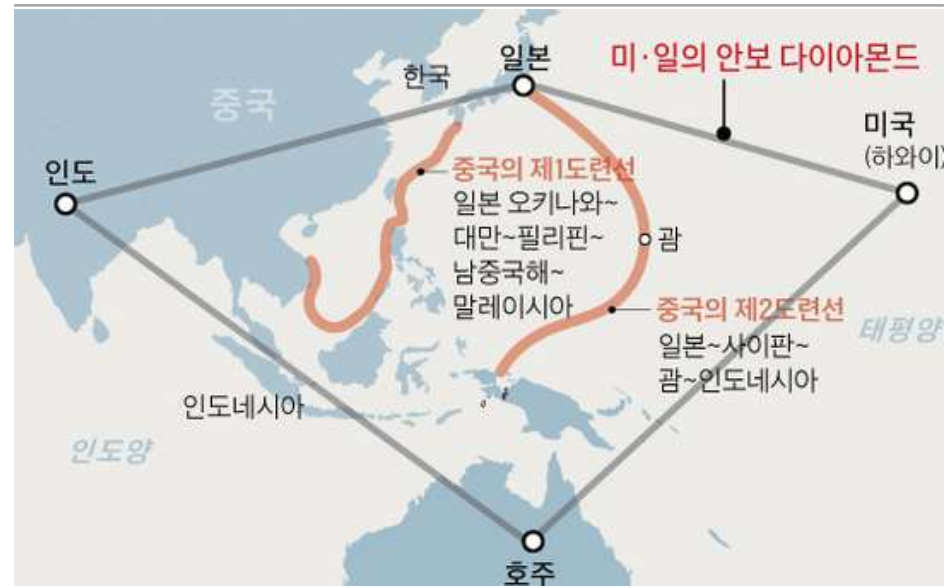 일본
미·일의 안보 다이아몬드
한국
중국
미국
(하와이)
인도
중국의 제1도련선
일본 오키나와~
대만~필리핀~
남중국해~
말레이시아
괌
중국의 제2도련선
일본~사이판~
괌~인도네시아
태평양
인도네시아
인도양
호주